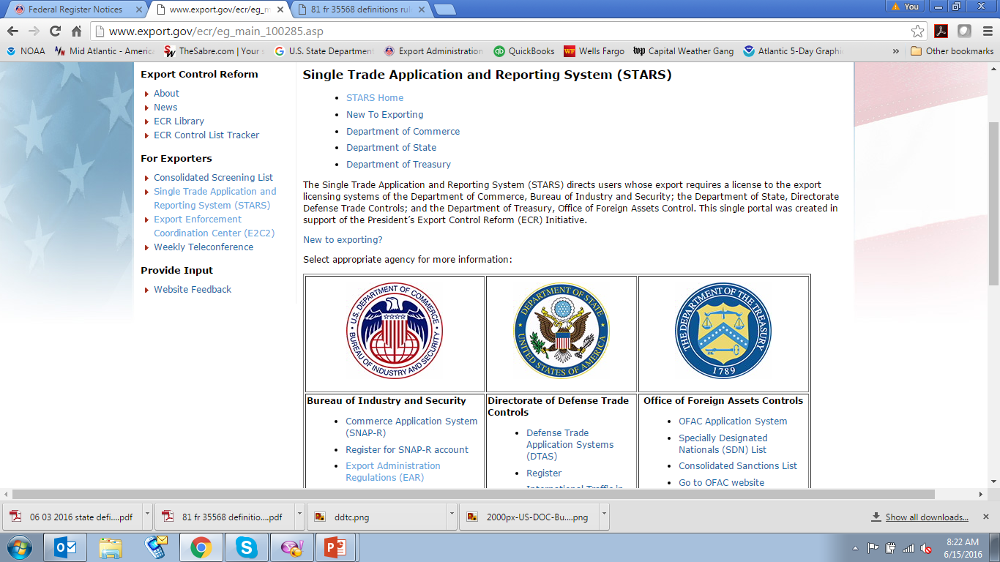 Federal Register Notices
www.export.gov/ecr/eg_m
81 fr 35568 definitions rul
You
www.export.gov/ecr/eg_main_100285.asp
NOAA
Mid Atlantic - America
TheSabre.com | Your s
U.S. State Department
Export Administration
QuickBooks
Wells Fargo
Capital Weather Gang
Atlantic 5-Day Graphi
» Other bookmarks
Export Control Reform
About
News
ECR Library
ECR Control List Tracker
For Exporters
Consolidated Screening List
Single Trade Application and
Reporting System (STARS)
Export Enforcement
Coordination Center (E2C2)
Weekly Teleconference
Provide Input
Website Feedback
Single Trade Application and Reporting System (STARS)
STARS Home
New To Exporting
Department of Commerce
Department of State
Department of Treasury
The Single Trade Application and Reporting System (STARS) directs users whose export requires a license to the export
licensing systems of the Department of Commerce, Bureau of Industry and Security; the Department of State, Directorate
Defense Trade Controls; and the Department of Treasury, Office of Foreign Assets Control. This single portal was created in
support of the President's Export Control Reform (ECR) Initiative.
New to exporting?
Select appropriate agency for more information:
U.S. DEPARTMENT OF COMMERCE
BUREAU OF INDUSTRY AND SECURITY
DEPARTMENT OF STATE
UNITED STATES OF AMERICA
THE DEPARTMENT OF THE TREASURY
1789
Bureau of Industry and Security
Commerce Application System
(SNAP-R)
Register for SNAP-R account
Export Administration
Regulations (EAR)
Directorate of Defense Trade
Controls
Defense Trade
Application Systems
(DTAS)
Register
International Traffic in
Office of Foreign Assets Controls
OFAC Application System
Specially Designated
Nationals (SDN) List
Consolidated Sanctions List
Go to OFAC website
06 03 2016 state defi....pdf
81 fr 35568 definitio....pdf
ddtc.png
2000px-US-DOC-Bu....png
Show all downloads...
8:22 AM
6/15/2016